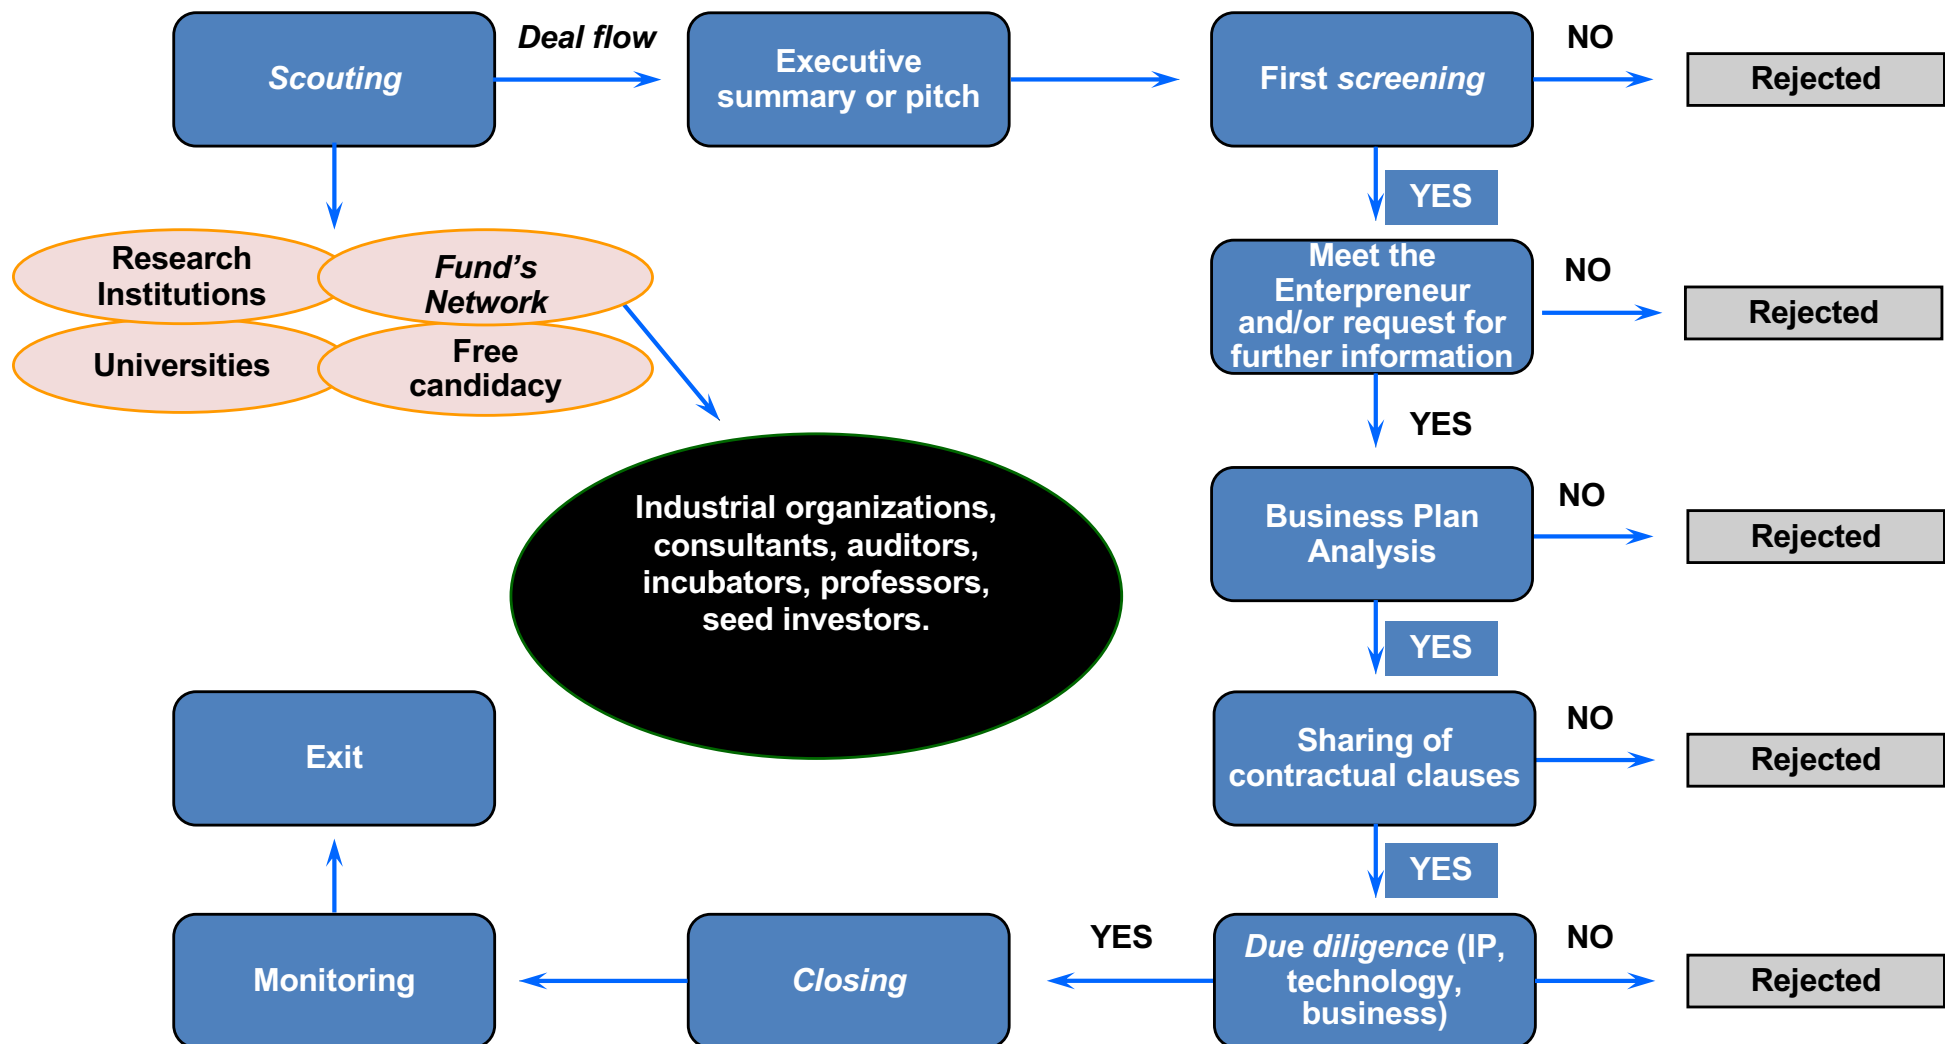 Scouting
Deal flow
Executive
summary or pitch
First screening
NO
Rejected
YES
Research
Institutions
Fund's
Network
Universities
Free
candidacy
Meet the
Enterpreneur
and/or request for
further information
NO
Rejected
YES
Industrial organizations,
consultants, auditors,
incubators, professors,
seed investors.
Business Plan
Analysis
NO
Rejected
YES
Exit
Sharing of
contractual clauses
NO
Rejected
YES
Monitoring
Closing
YES
Due diligence (IP,
technology,
business)
NO
Rejected